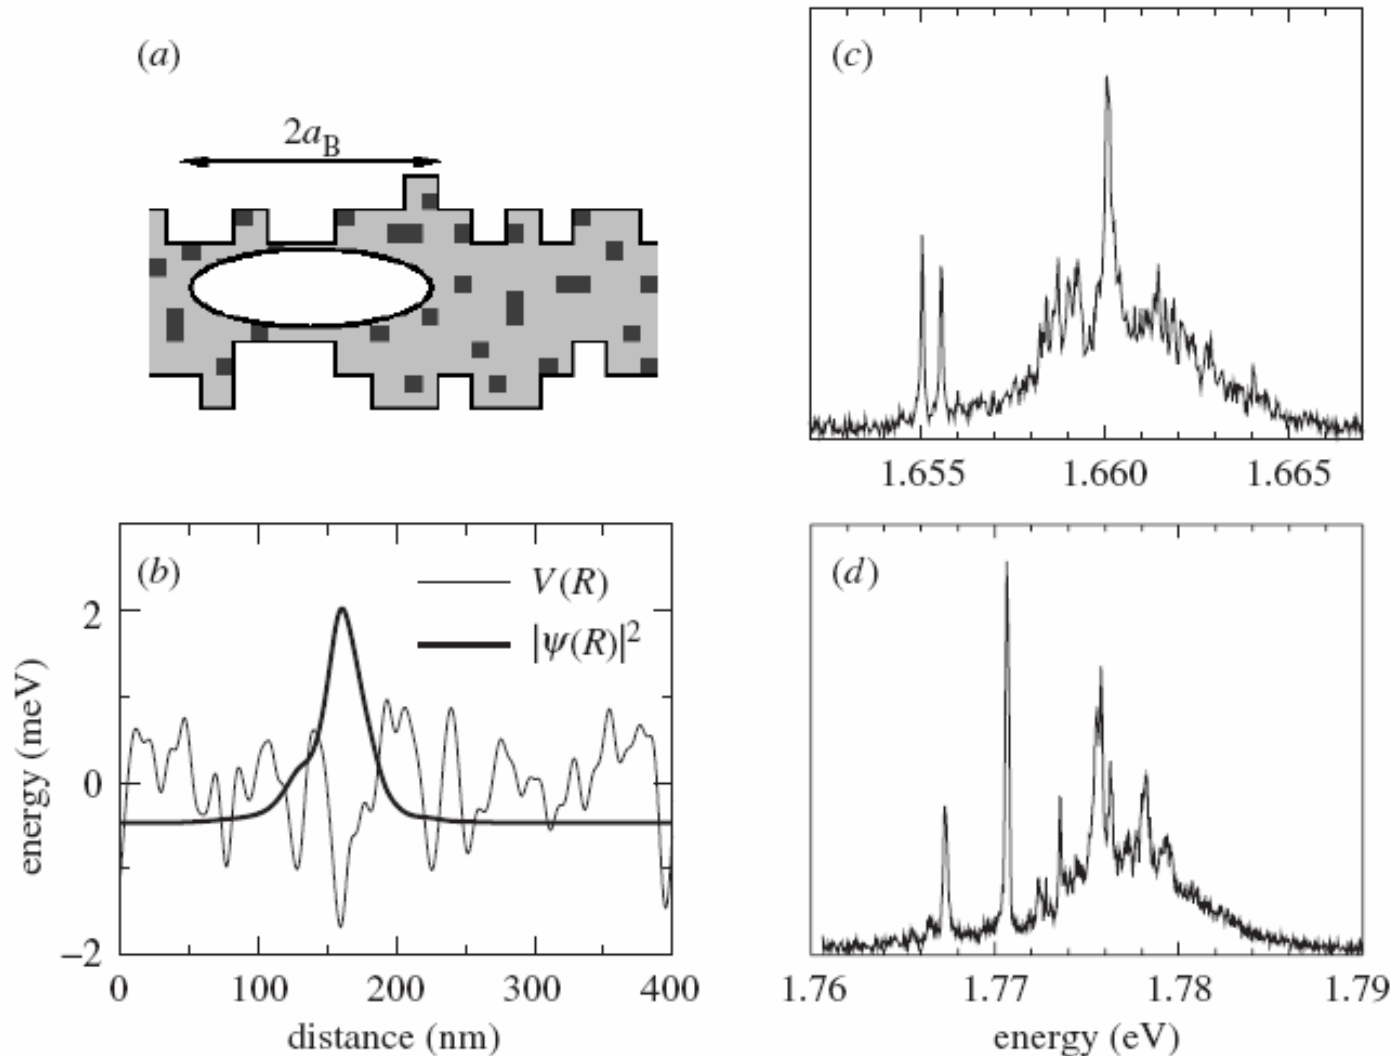 (a)
2a_B
(b)
V(R)
|ψ(R)|²
energy (meV)
2
0
−2
0 100 200 300 400
distance (nm)
(c)
1.655 1.660 1.665
(d)
1.76 1.77 1.78 1.79
energy (eV)